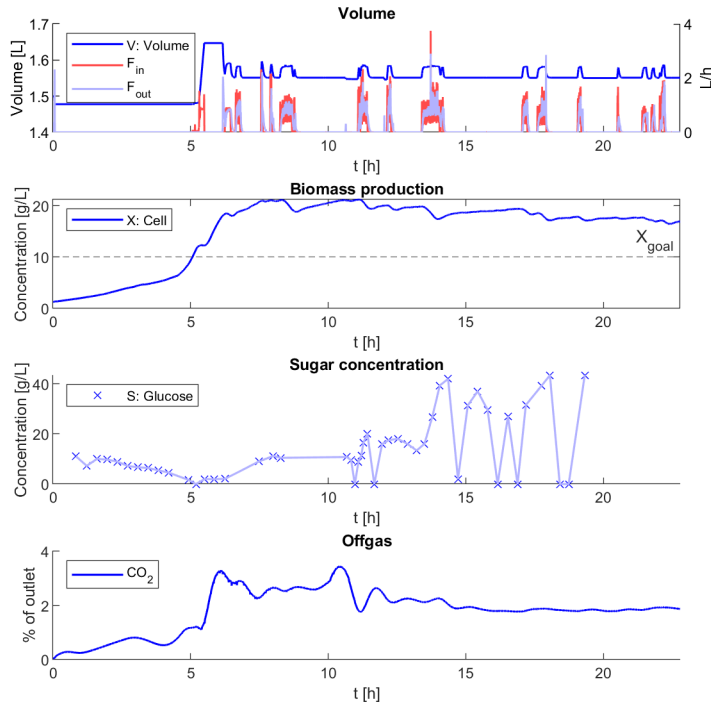 Volume
1.7
1.6
1.5
1.4
Volume [L]
V: Volume
F_in
F_out
4
2
0
L/h
0 5 10 15 20
t [h]
Biomass production
20
10
0
Concentration [g/L]
X: Cell
X_goal
0 5 10 15 20
t [h]
Sugar concentration
40
20
0
Concentration [g/L]
S: Glucose
0 5 10 15 20
t [h]
Offgas
4
2
0
% of outlet
CO_2
0 5 10 15 20
t [h]